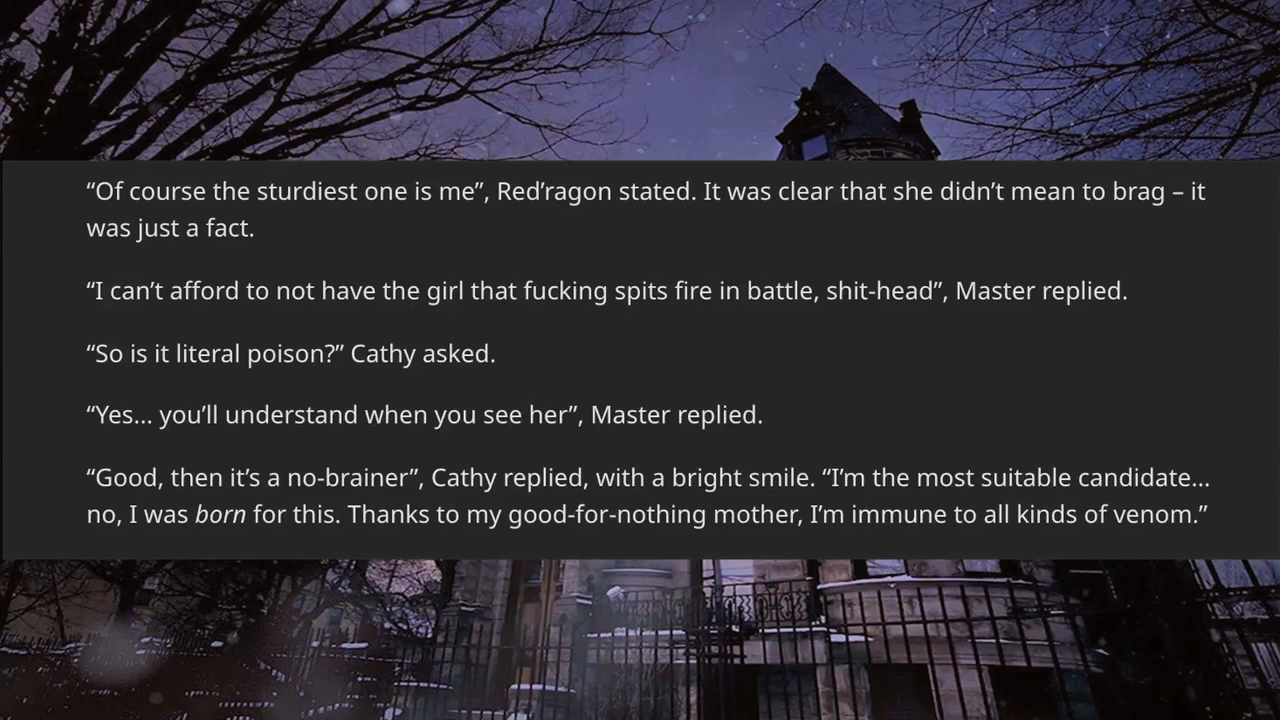 “Of course the sturdiest one is me”, Red’ragon stated. It was clear that she didn’t mean to brag – it
was just a fact.
“I can’t afford to not have the girl that fucking spits fire in battle, shit-head”, Master replied.
“So is it literal poison?” Cathy asked.
“Yes… you’ll understand when you see her”, Master replied.
“Good, then it’s a no-brainer”, Cathy replied, with a bright smile. “I’m the most suitable candidate…
no, I was born for this. Thanks to my good-for-nothing mother, I’m immune to all kinds of venom.”